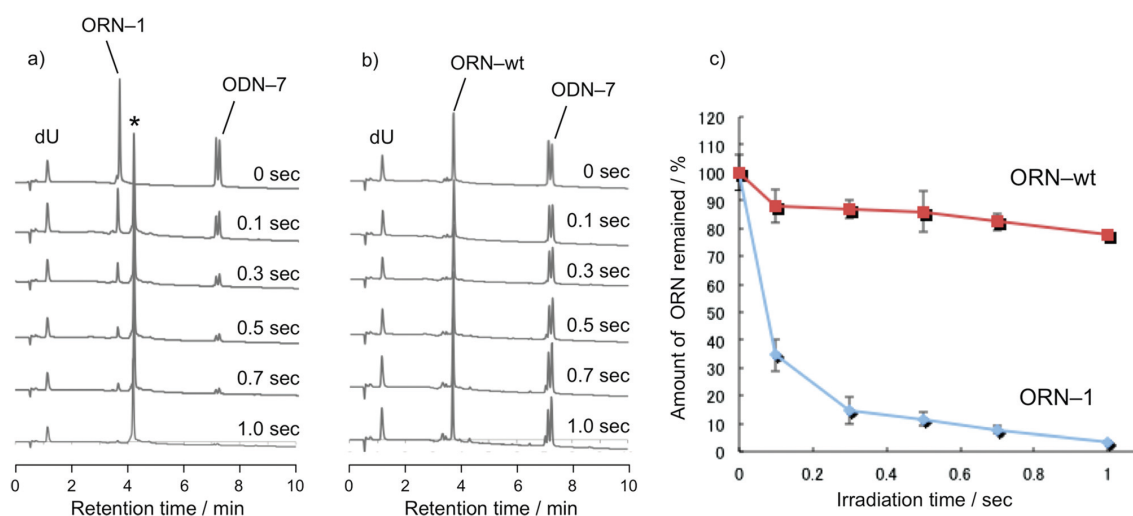 a)
ORN–1
*
ODN–7
dU
0 sec
0.1 sec
0.3 sec
0.5 sec
0.7 sec
1.0 sec
0 2 4 6 8 10
Retention time / min
b)
ORN–wt
ODN–7
dU
0 sec
0.1 sec
0.3 sec
0.5 sec
0.7 sec
1.0 sec
0 2 4 6 8 10
Retention time / min
c)
Amount of ORN remained / %
120
110
100
90
80
70
60
50
40
30
20
10
0
ORN–wt
ORN–1
0 0.2 0.4 0.6 0.8 1
Irradiation time / sec